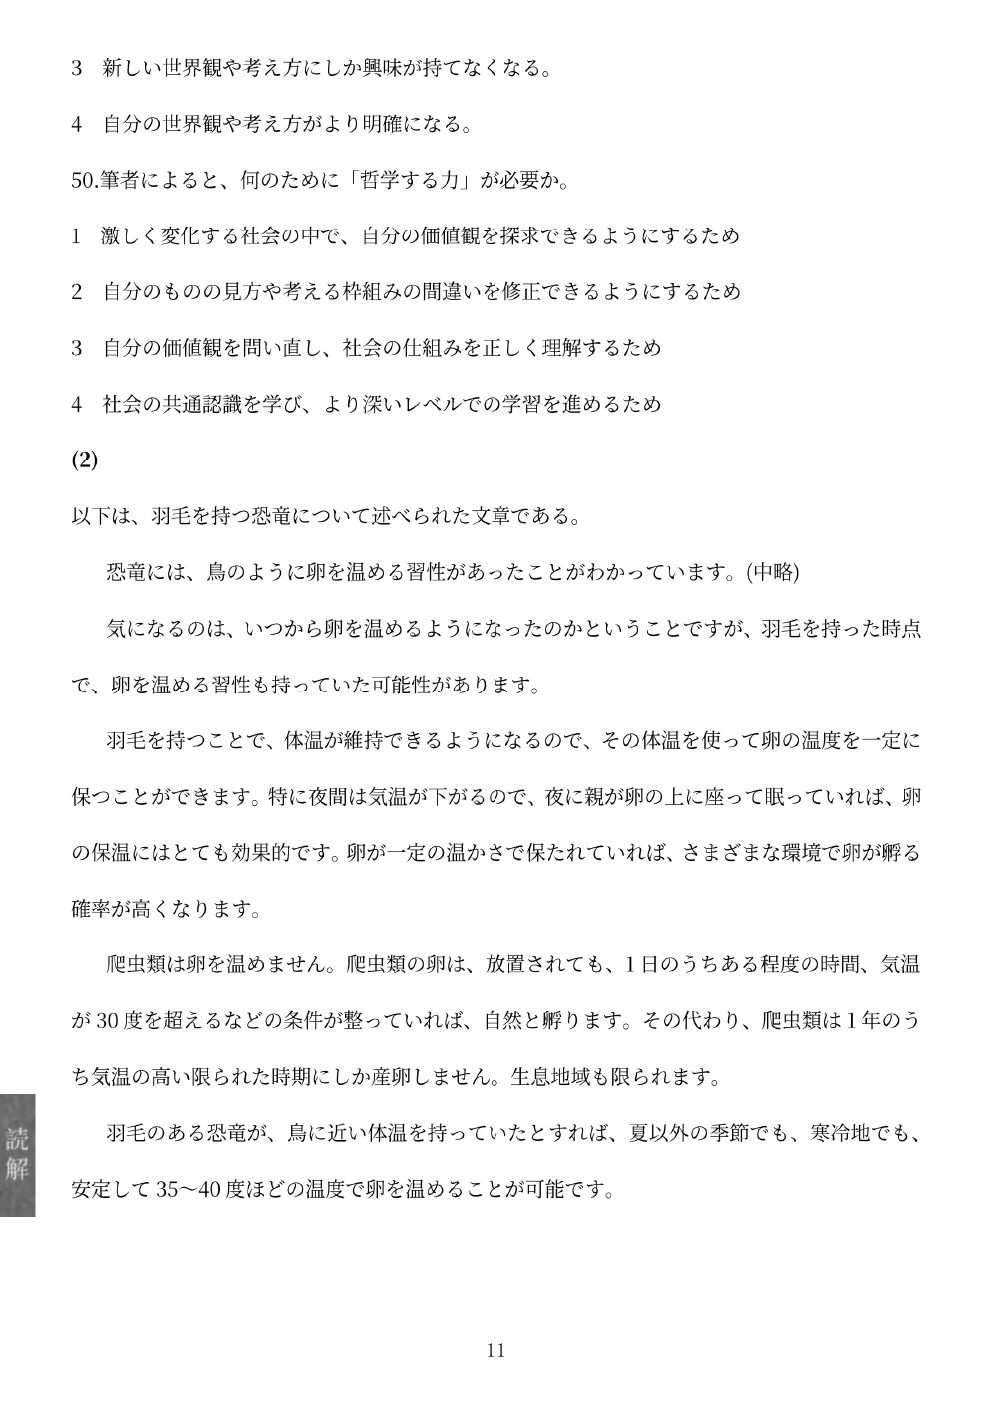 3 新しい世界観や考え方にしか興味が持てなくなる。
4 自分の世界観や考え方がより明確になる。
50.筆者によると、何のために「哲学する力」が必要か。
1 激しく変化する社会の中で、自分の価値観を探求できるようにするため
2 自分のものの見方や考える枠組みの間違いを修正できるようにするため
3 自分の価値観を問い直し、社会の仕組みを正しく理解するため
4 社会の共通認識を学び、より深いレベルでの学習を進めるため
(2)
以下は、羽毛を持つ恐竜について述べられた文章である。
恐竜には、鳥のように卵を温める習性があったことがわかっています。(中略)
気になるのは、いつから卵を温めるようになったのかということですが、羽毛を持った時点
で、卵を温める習性も持っていた可能性があります。
羽毛を持つことで、体温が維持できるようになるので、その体温を使って卵の温度を一定に
保つことができます。特に夜間は気温が下がるので、夜に親が卵の上に座って眠っていれば、卵
の保温にはとても効果的です。卵が一定の温かさで保たれていれば、さまざまな環境で卵が孵る
確率が高くなります。
爬虫類は卵を温めません。爬虫類の卵は、放置されても、1 日のうちある程度の時間、気温
が 30 度を超えるなどの条件が整っていれば、自然と孵ります。その代わり、爬虫類は 1 年のう
ち気温の高い限られた時期にしか産卵しません。生息地域も限られます。
羽毛のある恐竜が、鳥に近い体温を持っていたとすれば、夏以外の季節でも、寒冷地でも、
安定して 35～40 度ほどの温度で卵を温めることが可能です。
読解
11